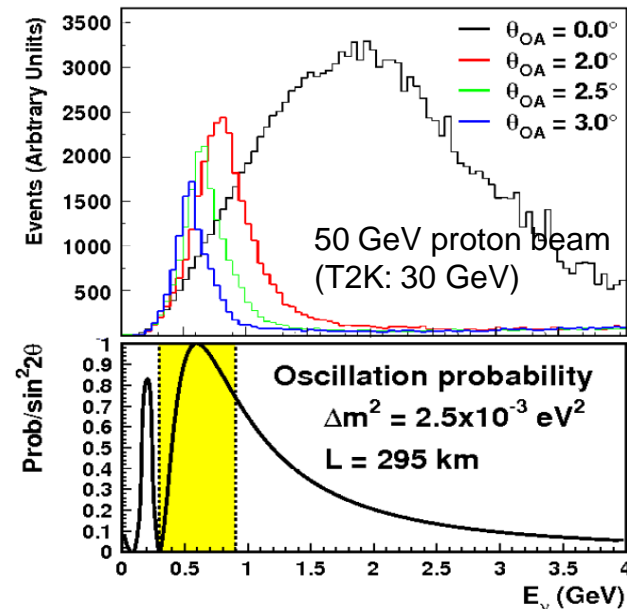 Events (Arbtrary Uniits)
3500
3000
2500
2000
1500
1000
500
θOA = 0.0°
θOA = 2.0°
θOA = 2.5°
θOA = 3.0°
50 GeV proton beam
(T2K: 30 GeV)
Prob/sin²2θ
1
0.9
0.8
0.7
0.6
0.5
0.4
0.3
0.2
0.1
0
Oscillation probability
Δm² = 2.5x10⁻³ eV²
L = 295 km
0 0.5 1 1.5 2 2.5 3 3.5 4
Eν (GeV)